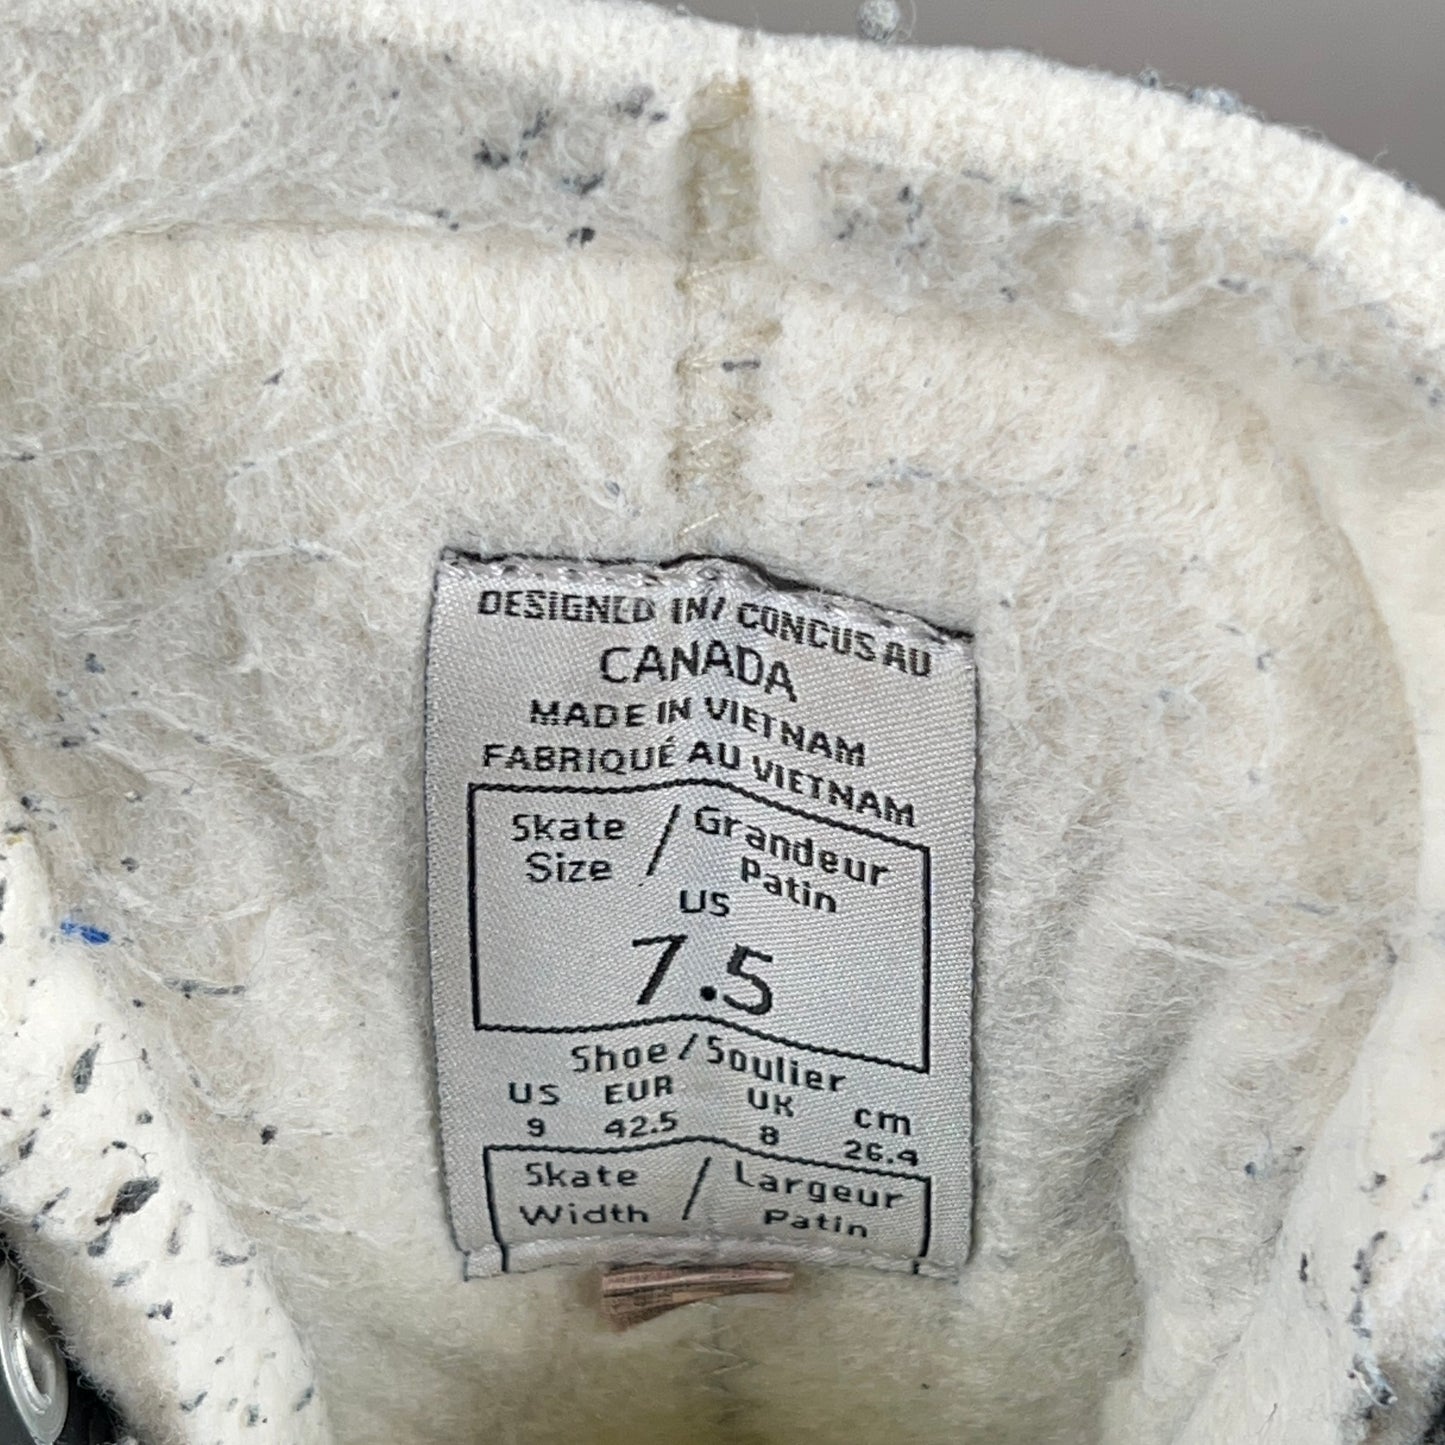 DESIGNED IN/ CONCUS AU
CANADA
MADE IN VIETNAM
FABRIQUÉ AU VIETNAM
Skate / Grandeur
Size Patin
US
7.5
Shoe / Soulier
US EUR UK cm
9 42.5 8 26.4
Skate / Largeur
Width Patin